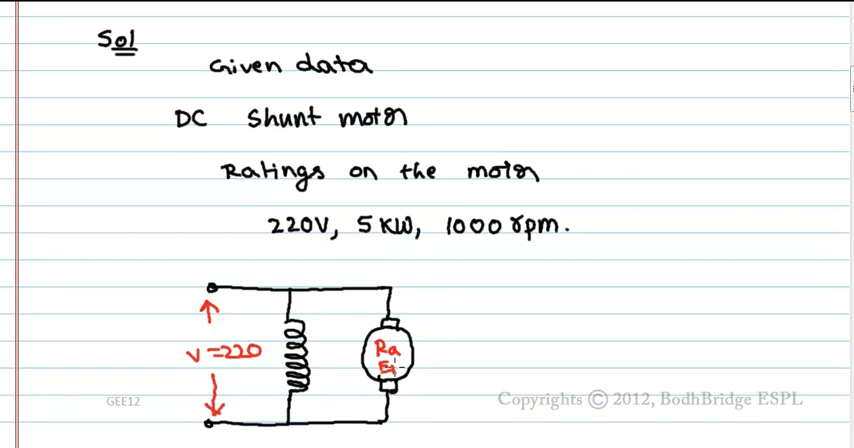 Sol
Given data
DC Shunt motor
Ratings on the motor
220V, 5 KW, 1000 rpm.
V = 220
Ra
GEE12
Copyrights © 2012, BodhBridge ESPL